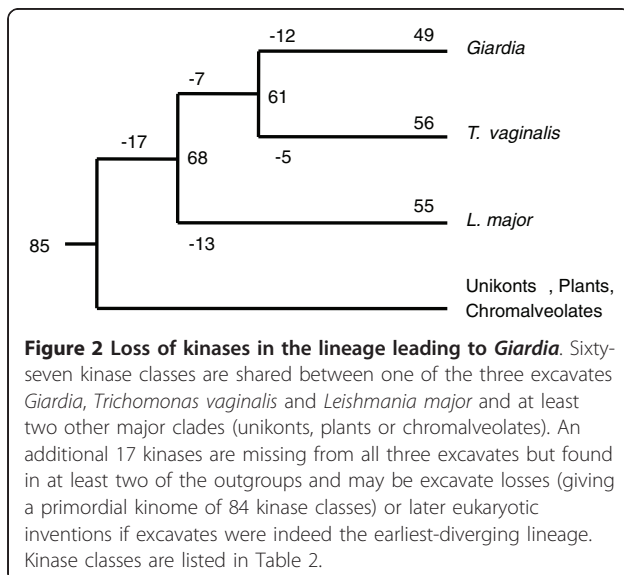 -12 49 Giardia
-7
61
-17 56 T. vaginalis
68 -5
55 L. major
85 -13
Unikonts , Plants,
Chromalveolates
Figure 2 Loss of kinases in the lineage leading to Giardia. Sixty-
seven kinase classes are shared between one of the three excavates
Giardia, Trichomonas vaginalis and Leishmania major and at least
two other major clades (unikonts, plants or chromalveolates). An
additional 17 kinases are missing from all three excavates but found
in at least two of the outgroups and may be excavate losses (giving
a primordial kinome of 84 kinase classes) or later eukaryotic
inventions if excavates were indeed the earliest-diverging lineage.
Kinase classes are listed in Table 2.